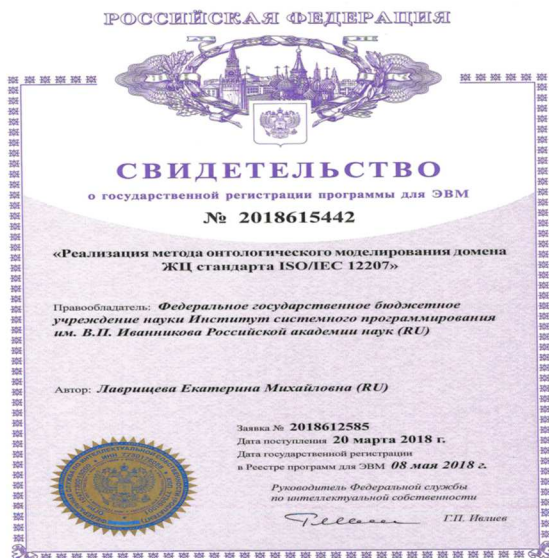 РОССИЙСКАЯ ФЕДЕРАЦИЯ
СВИДЕТЕЛЬСТВО
о государственной регистрации программы для ЭВМ
№ 2018615442
«Реализация метода онтологического моделирования домена
ЖЦ стандарта ISO/IEC 12207»
Правообладатель: Федеральное государственное бюджетное
учреждение науки Институт системного программирования
им. В.П. Иванникова Российской академии наук (RU)
Автор: Лаврищева Екатерина Михайловна (RU)
Заявка № 2018612585
Дата поступления 20 марта 2018 г.
Дата государственной регистрации
в Реестре программ для ЭВМ 08 мая 2018 г.
Руководитель Федеральной службы
по интеллектуальной собственности
Г.П. Ивлиев